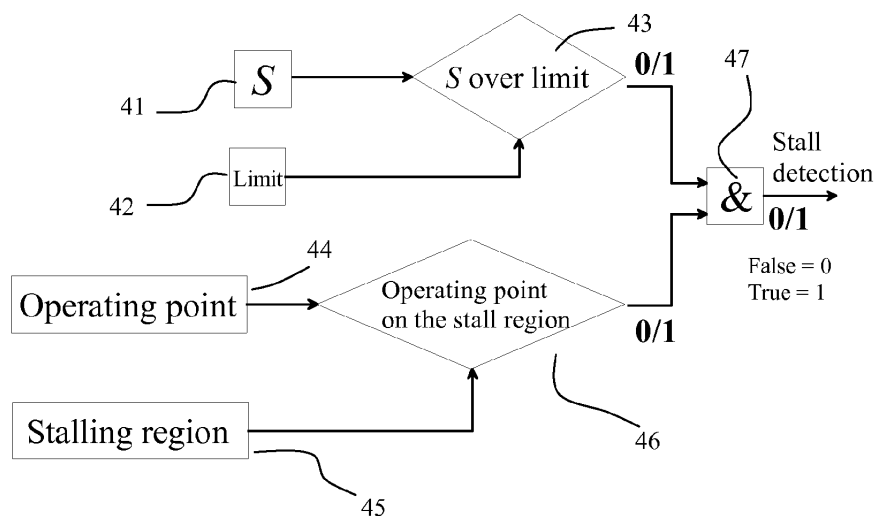 43
S over limit
0/1
47
41
S
Limit
42
Stall
detection
&
0/1
False = 0
True = 1
44
Operating point
Operating point
on the stall region
0/1
46
Stalling region
45